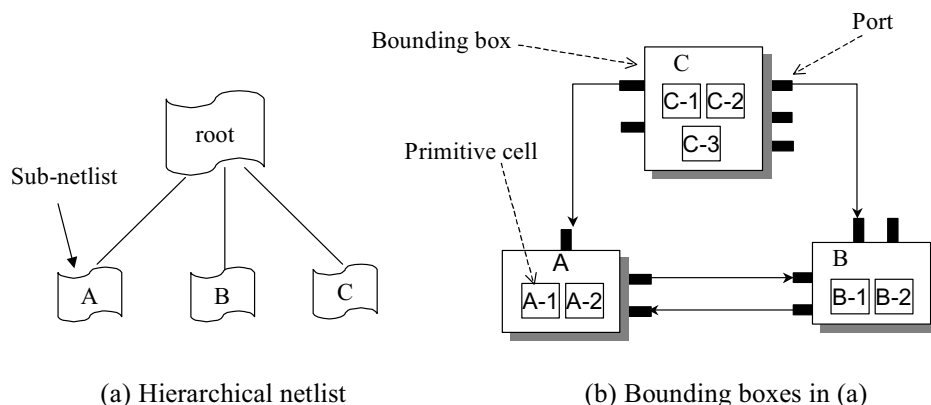 root
Sub-netlist
A
B
C
(a) Hierarchical netlist
Bounding box
Port
C
C-1 C-2
C-3
Primitive cell
A
A-1 A-2
B
B-1 B-2
(b) Bounding boxes in (a)